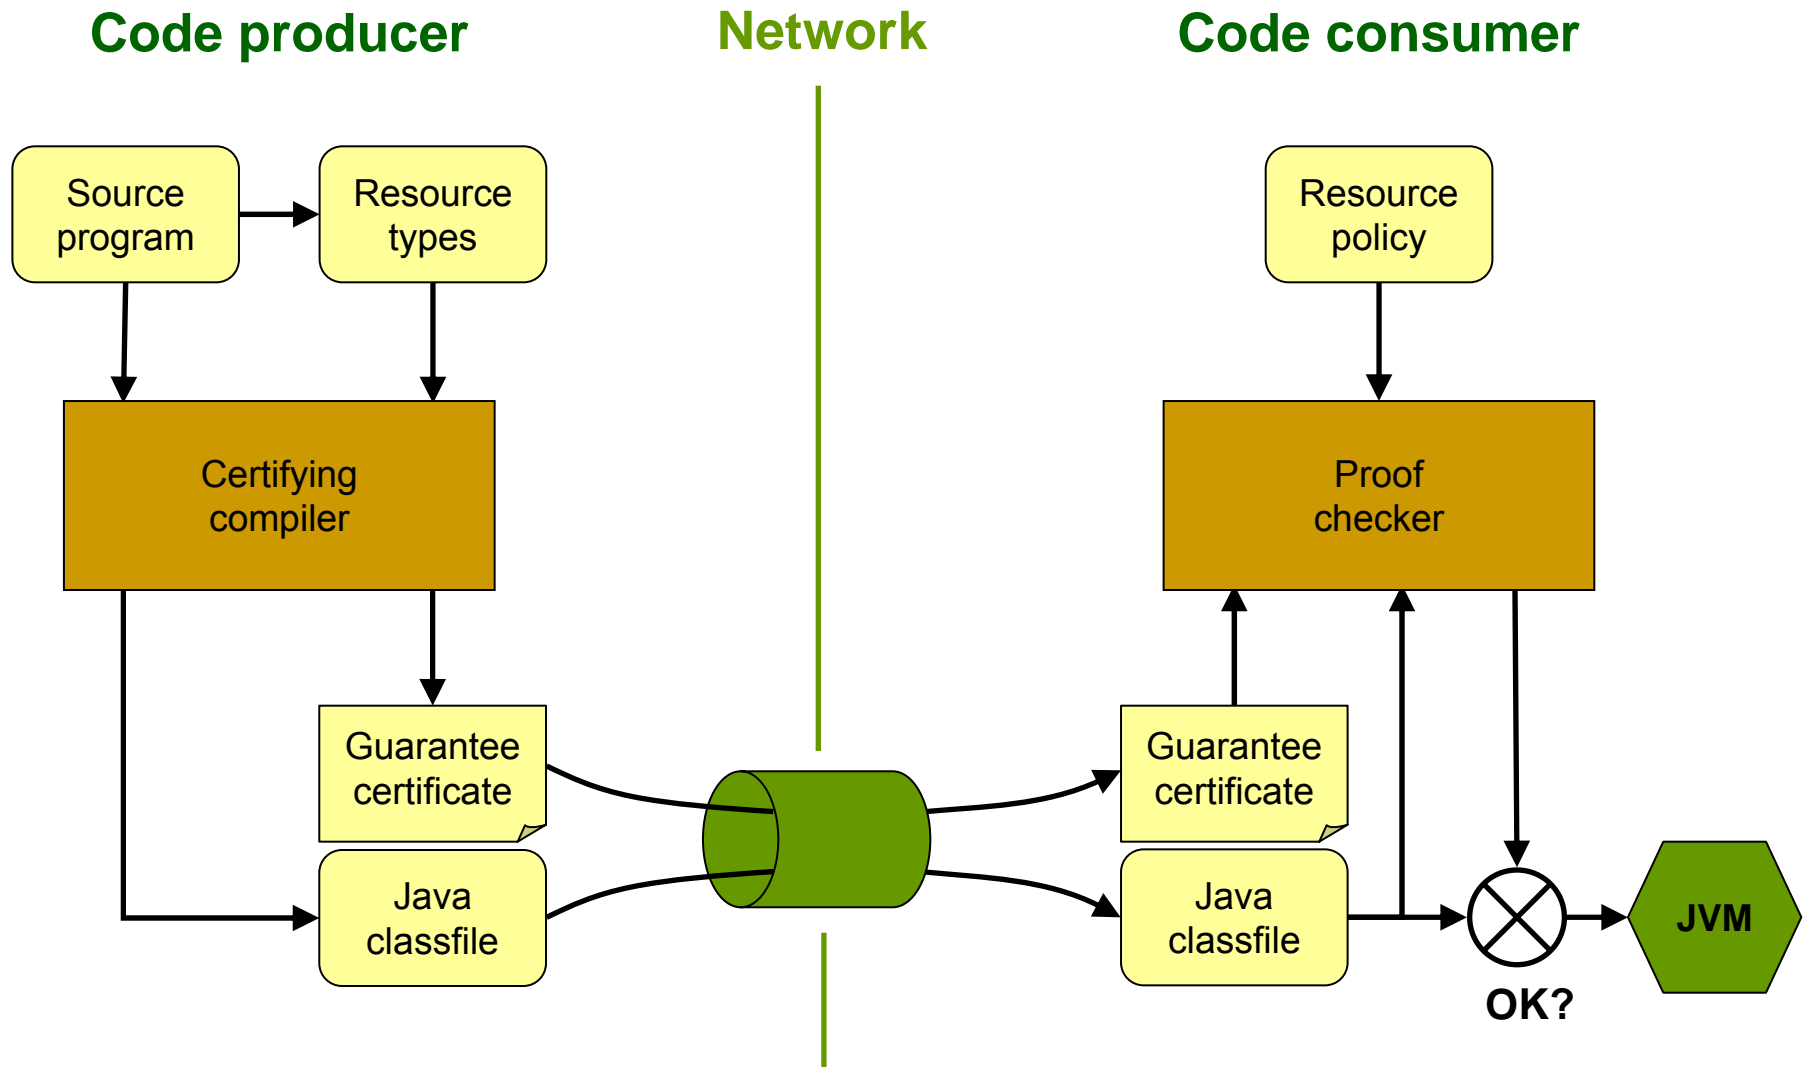 Code producer
Network
Code consumer
Source
program
Resource
types
Resource
policy
Certifying
compiler
Proof
checker
Guarantee
certificate
Guarantee
certificate
Java
classfile
Java
classfile
JVM
OK?